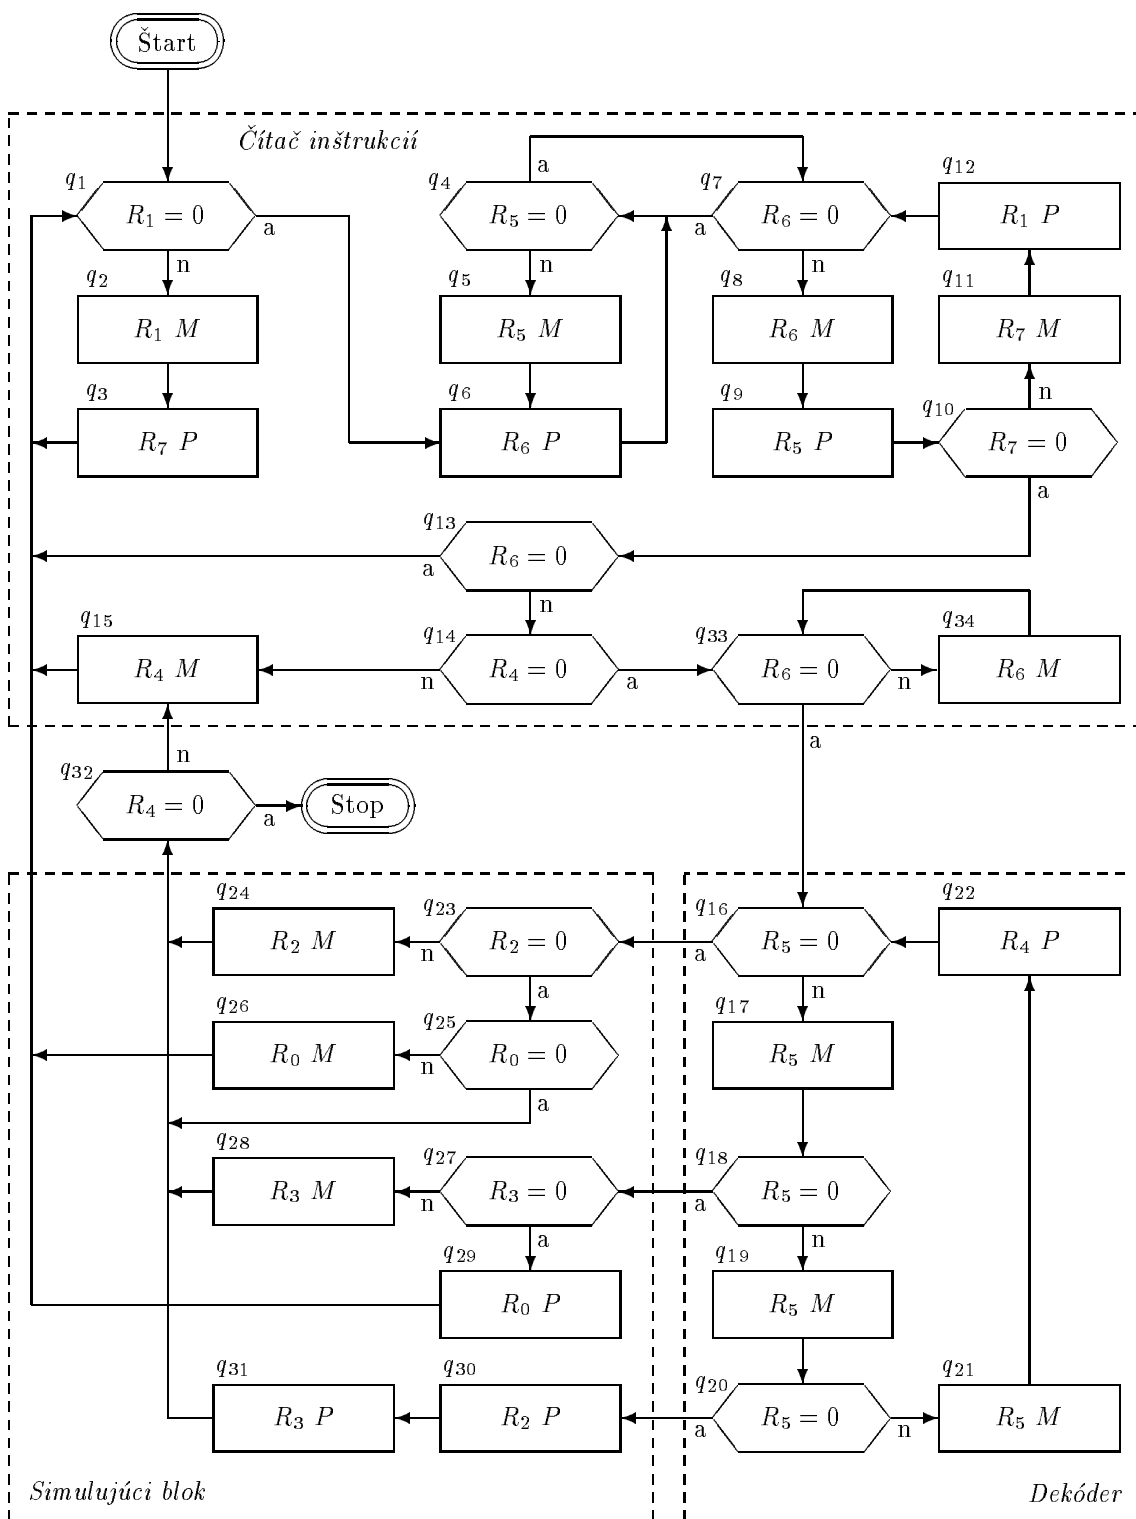 Štart
Čítač inštrukcií
q1
R1 = 0
a
n
q4
R5 = 0
a
n
q7
R6 = 0
a
n
q12
R1 P
q2
R1 M
q5
R5 M
q8
R6 M
q11
R7 M
q3
R7 P
q6
R6 P
q9
R5 P
q10
R7 = 0
n
a
q13
R6 = 0
a
n
q15
R4 M
q14
R4 = 0
n
a
q33
R6 = 0
n
a
q34
R6 M
q32
R4 = 0
n
a
Stop
q24
R2 M
q23
R2 = 0
n
a
q16
R5 = 0
a
n
q22
R4 P
q26
R0 M
q25
R0 = 0
n
a
q17
R5 M
q28
R3 M
q27
R3 = 0
n
a
q18
R5 = 0
a
n
q29
R0 P
q19
R5 M
q31
R3 P
q30
R2 P
q20
R5 = 0
a
n
q21
R5 M
Simulujúci blok
Dekóder